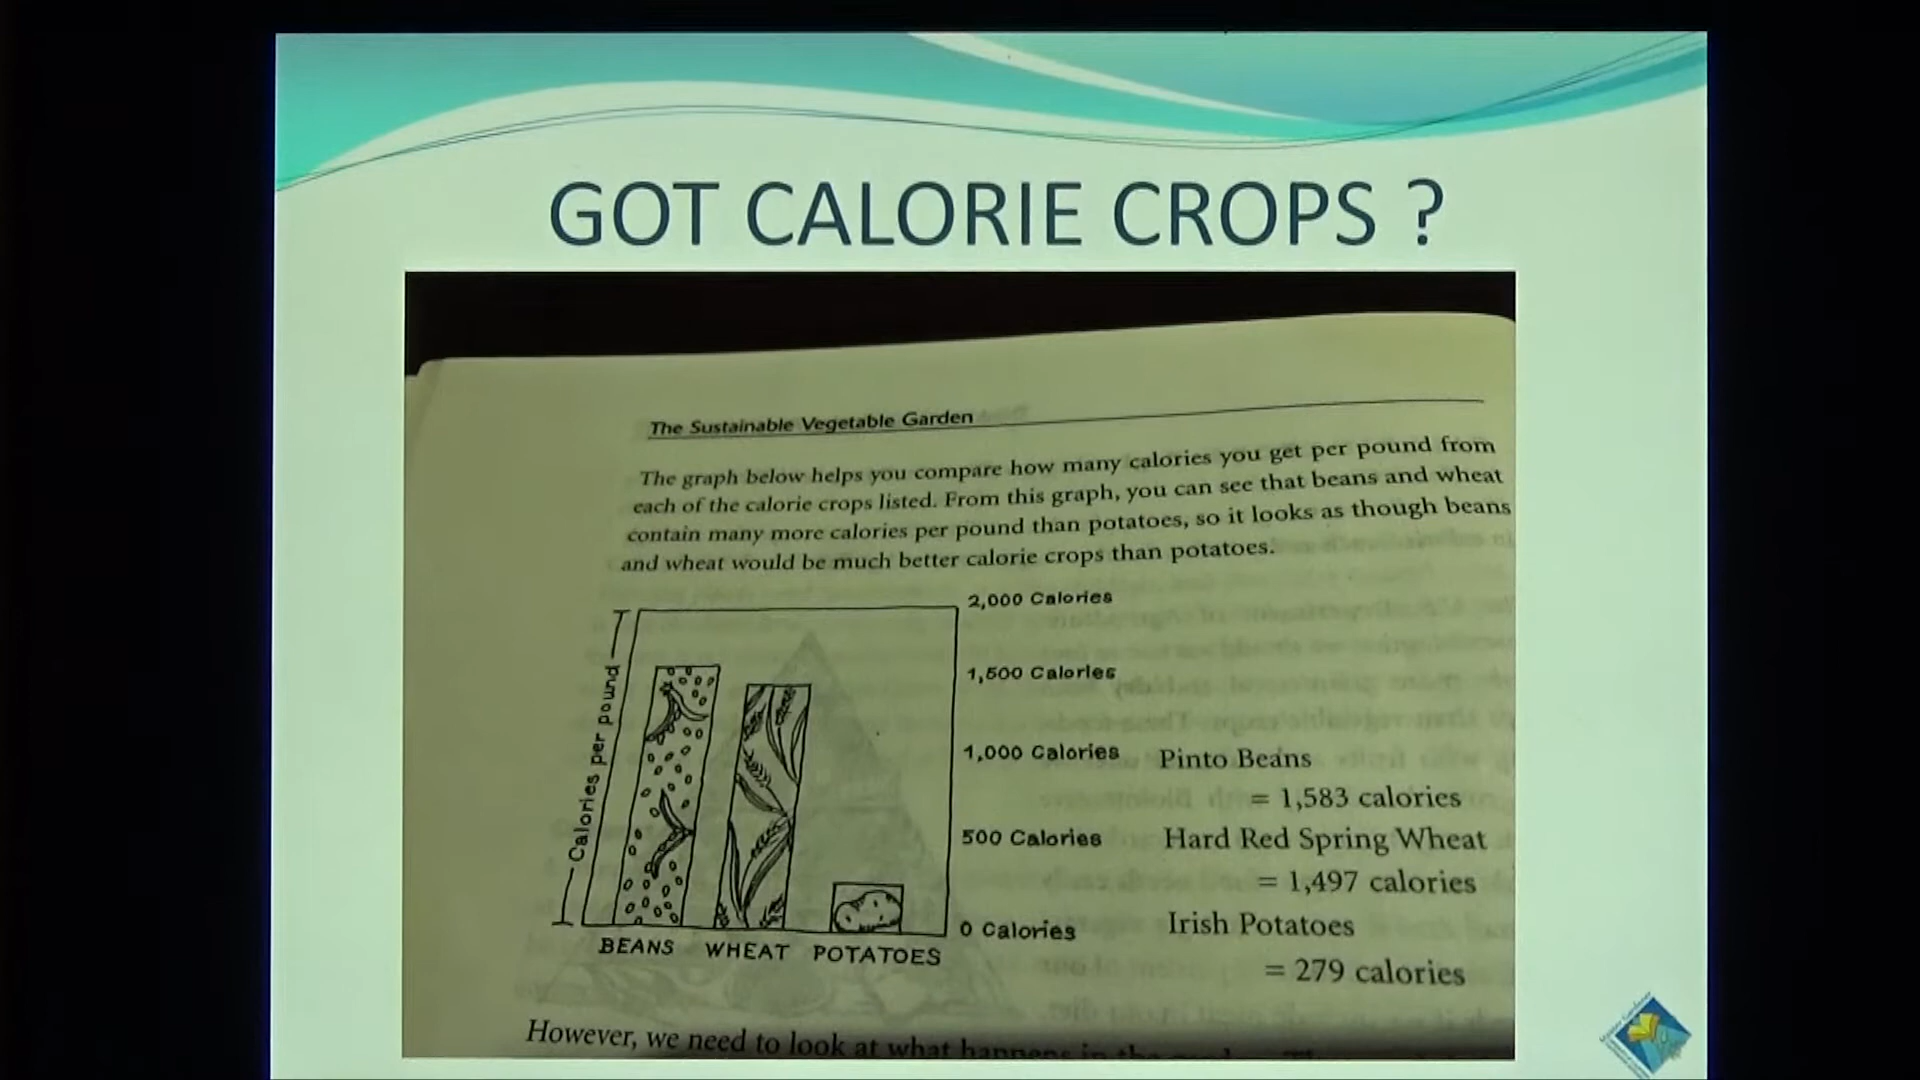 GOT CALORIE CROPS ?
The Sustainable Vegetable Garden
The graph below helps you compare how many calories you get per pound from
each of the calorie crops listed. From this graph, you can see that beans and wheat
contain many more calories per pound than potatoes, so it looks as though beans
and wheat would be much better calorie crops than potatoes.
Calories per pound
2,000 Calories
1,500 Calories
1,000 Calories
500 Calories
0 Calories
BEANS WHEAT POTATOES
Pinto Beans
= 1,583 calories
Hard Red Spring Wheat
= 1,497 calories
Irish Potatoes
= 279 calories
However, we need to look at what happens in the